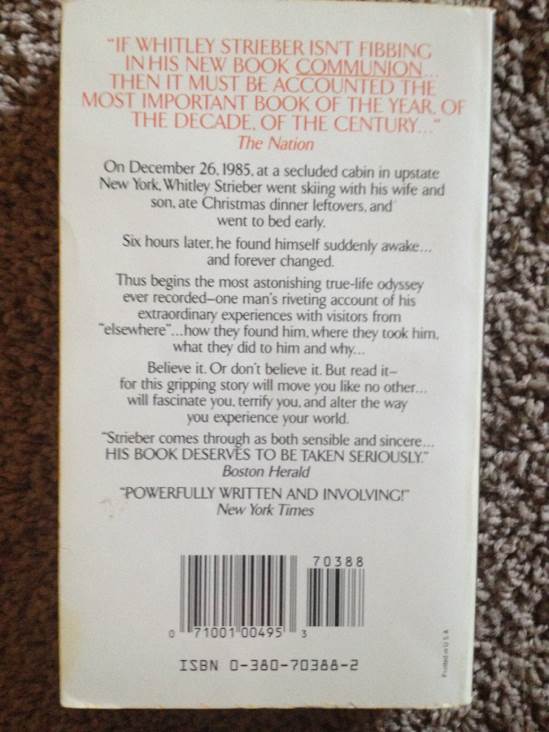 "IF WHITLEY STRIEBER ISN'T FIBBING
IN HIS NEW BOOK COMMUNION...
THEN IT MUST BE ACCOUNTED THE
MOST IMPORTANT BOOK OF THE YEAR, OF
THE DECADE, OF THE CENTURY..."
The Nation
On December 26, 1985, at a secluded cabin in upstate
New York, Whitley Strieber went skiing with his wife and
son, ate Christmas dinner leftovers, and
went to bed early.
Six hours later, he found himself suddenly awake...
and forever changed.
Thus begins the most astonishing true-life odyssey
ever recorded—one man's riveting account of his
extraordinary experiences with visitors from
"elsewhere"...how they found him, where they took him,
what they did to him and why...
Believe it. Or don't believe it. But read it—
for this gripping story will move you like no other...
will fascinate you, terrify you, and alter the way
you experience your world.
"Strieber comes through as both sensible and sincere...
HIS BOOK DESERVES TO BE TAKEN SERIOUSLY."
Boston Herald
"POWERFULLY WRITTEN AND INVOLVING!"
New York Times
70388
0 71001 00495 3
ISBN 0-380-70388-2
Printed in U.S.A.